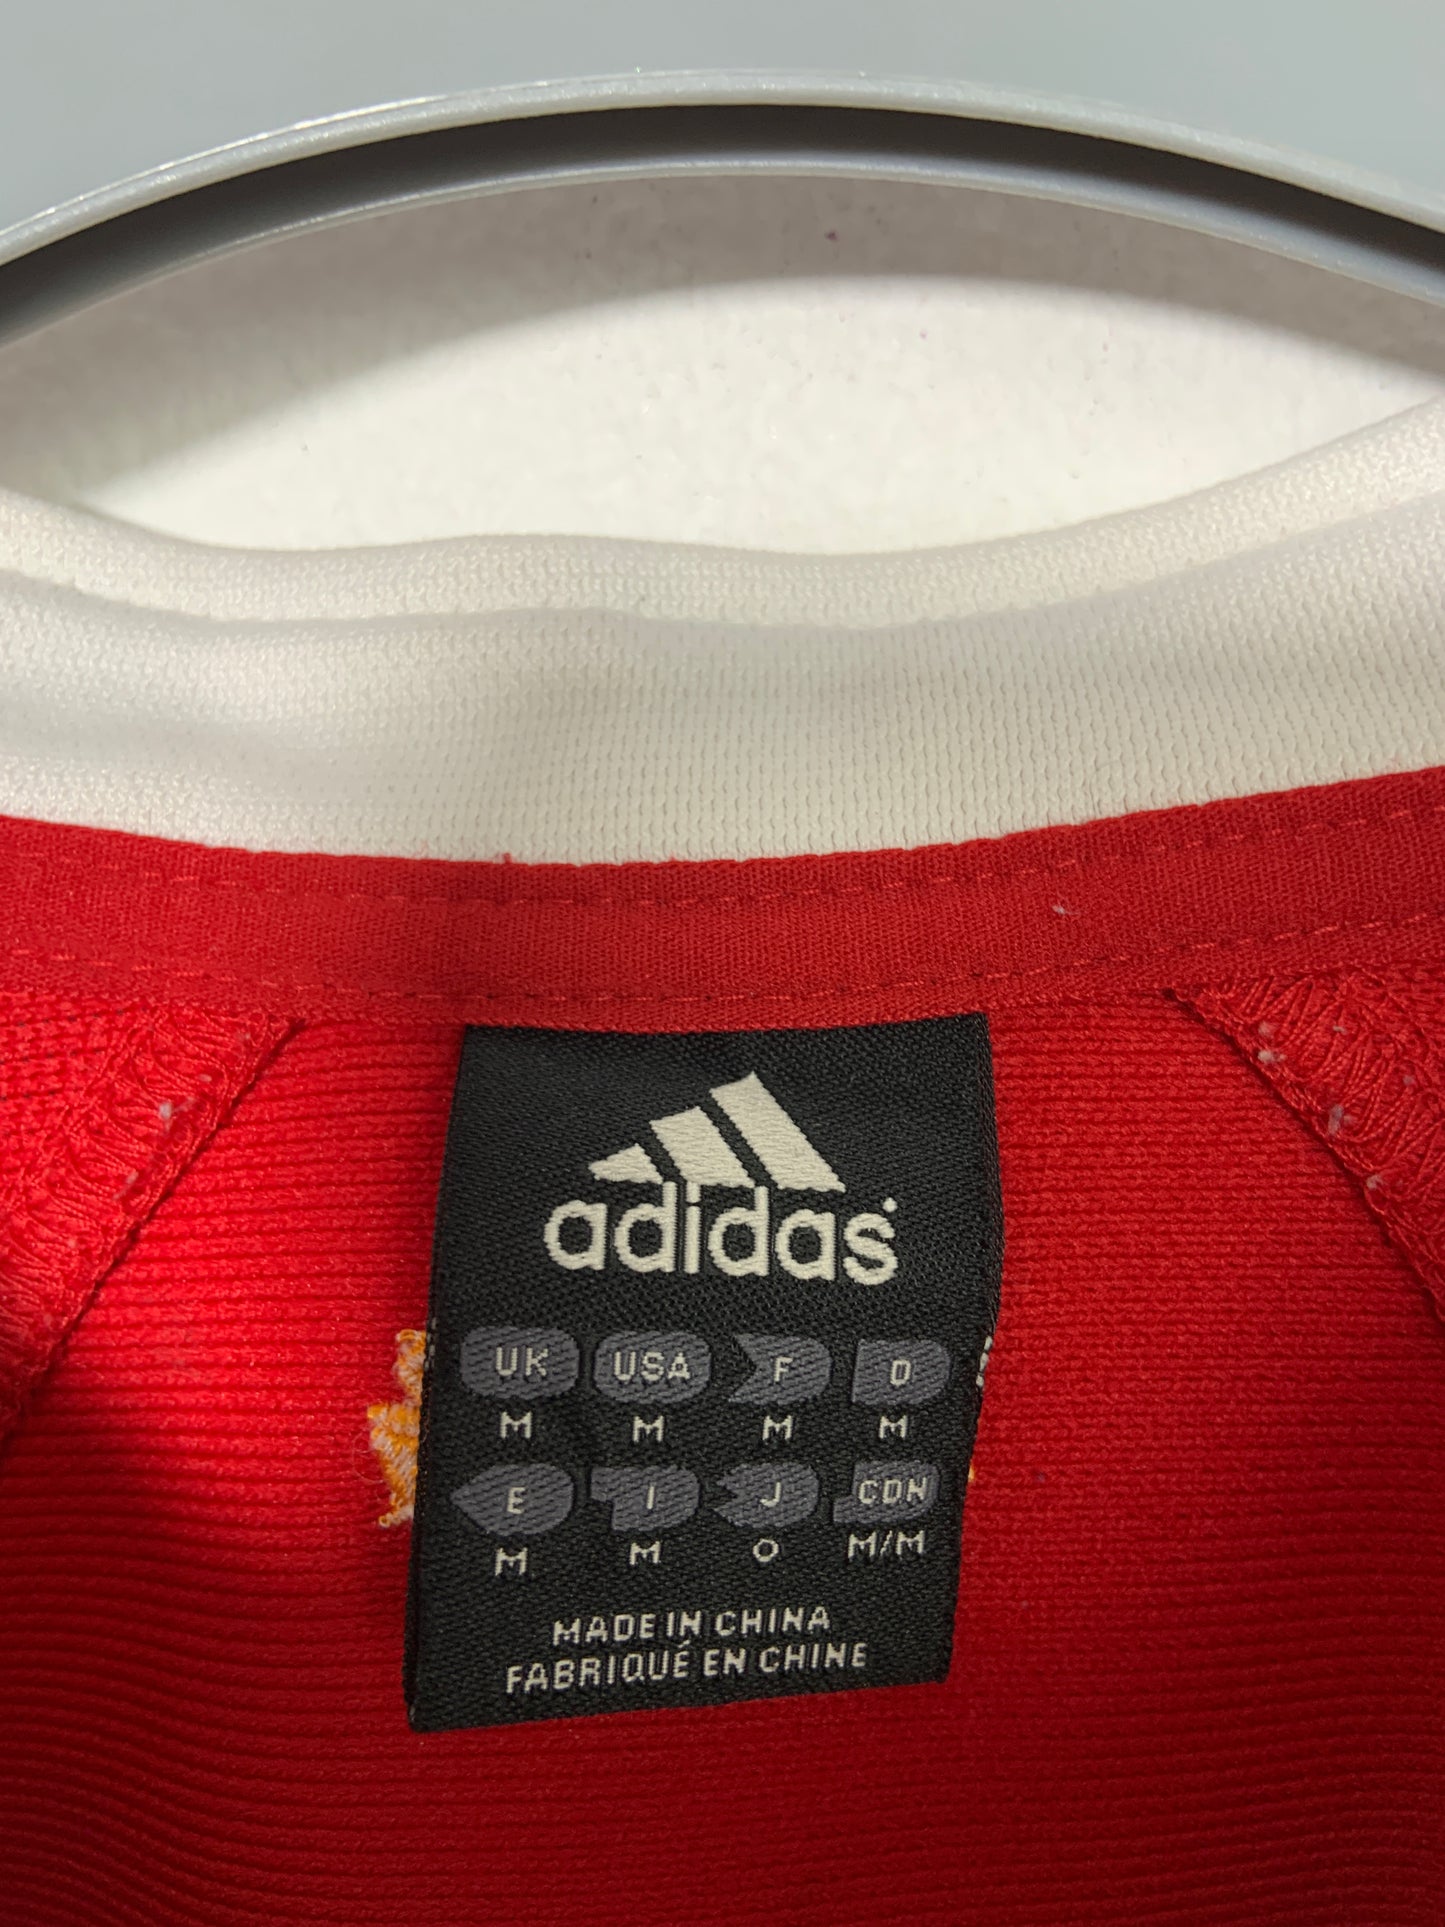 adidas
UK USA F D
M M M M
E I J CDN
M M O M/M
MADE IN CHINA
FABRIQUÉ EN CHINE